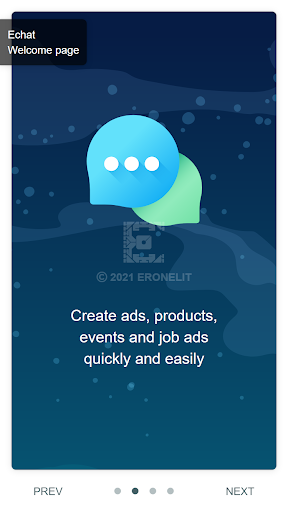 Echat
Welcome page
© 2021 ERONELIT
Create ads, products,
events and job ads
quickly and easily
PREV
NEXT